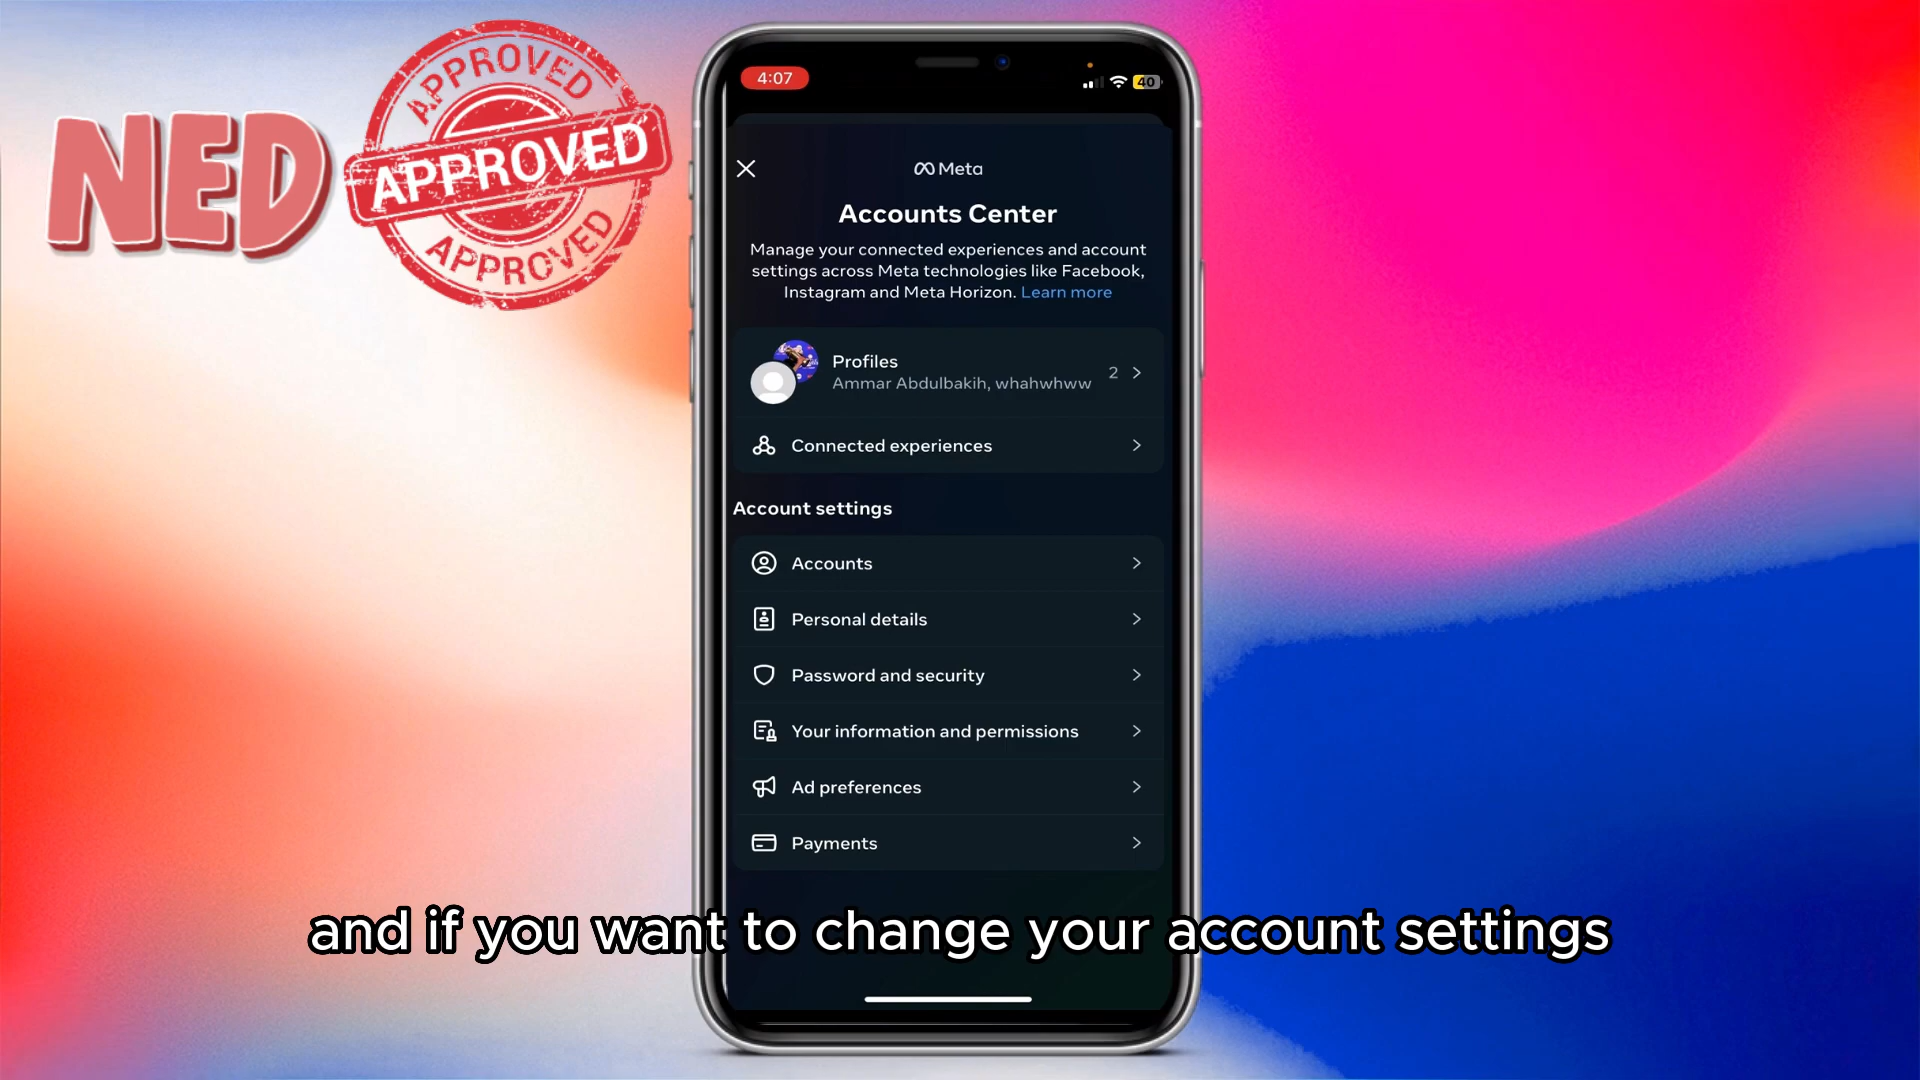 NED
APPROVED
APPROVED
APPROVED
4:07
40
Meta
Accounts Center
Manage your connected experiences and account
settings across Meta technologies like Facebook,
Instagram and Meta Horizon. Learn more
Profiles
Ammar Abdulbakih, whahwhww
2
Connected experiences
Account settings
Accounts
Personal details
Password and security
Your information and permissions
Ad preferences
Payments
and if you want to change your account settings